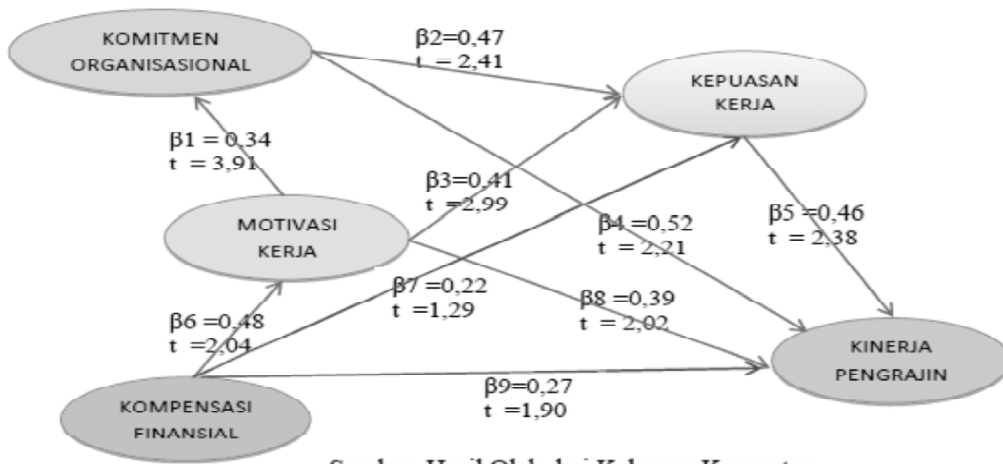 KOMITMEN
ORGANISASIONAL
β2=0,47
t = 2,41
KEPUASAN
KERJA
β1 = 0,34
t = 3,91
β3=0,41
t =2,99
MOTIVASI
KERJA
β4=0,52
t = 2,21
β5 =0,46
t = 2,38
β7 =0,22
t =1,29
β8 =0,39
t = 2,02
β6 =0,48
t =2,04
KINERJA
PENGRAJIN
β9=0,27
t =1,90
KOMPENSASI
FINANSIAL